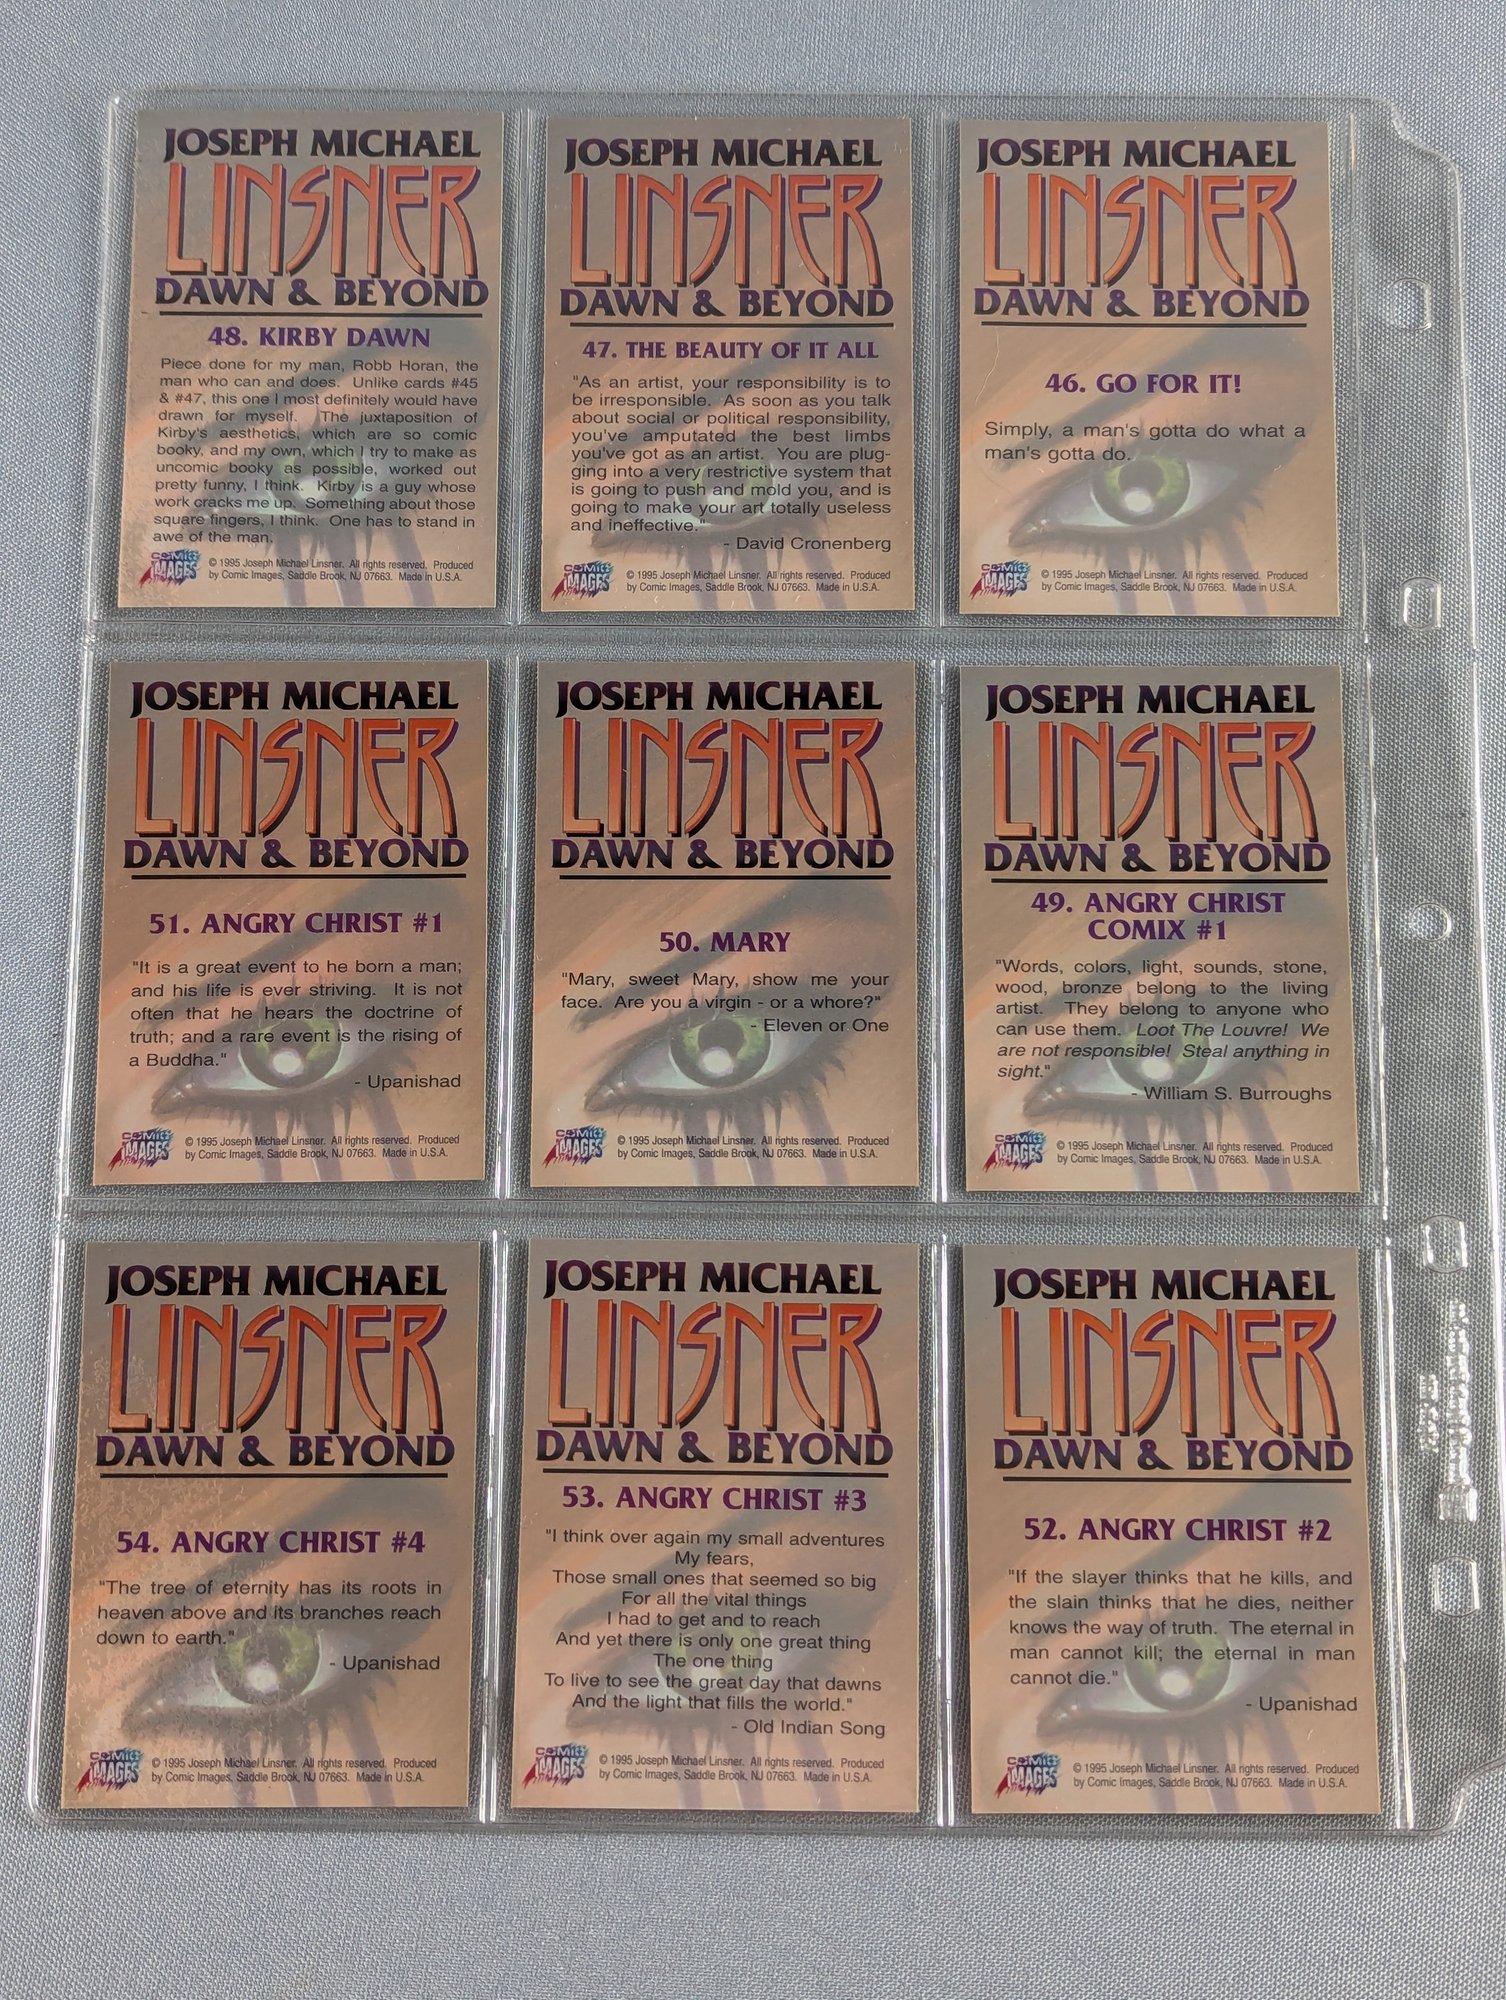 JOSEPH MICHAEL
LINSNER
DAWN & BEYOND
48. KIRBY DAWN
Piece done for my man, Robb Horan, the
man who can and does. Unlike cards #45
& #47, this one I most definitely would have
drawn for myself. The juxtaposition of
Kirby's aesthetics, which are so comic
booky, and my own, which I try to make as
uncomic booky as possible, worked out
pretty funny, I think. Kirby is a guy whose
work cracks me up. Something about those
square fingers, I think. One has to stand in
awe of the man.
COMIC
IMAGES
© 1995 Joseph Michael Linsner. All rights reserved. Produced
by Comic Images, Saddle Brook, NJ 07663. Made in U.S.A.
JOSEPH MICHAEL
LINSNER
DAWN & BEYOND
47. THE BEAUTY OF IT ALL
"As an artist, your responsibility is to
be irresponsible. As soon as you talk
about social or political responsibility,
you've amputated the best limbs
you've got as an artist. You are plug-
ging into a very restrictive system that
is going to push and mold you, and is
going to make your art totally useless
and ineffective."
- David Cronenberg
COMIC
IMAGES
© 1995 Joseph Michael Linsner. All rights reserved. Produced
by Comic Images, Saddle Brook, NJ 07663. Made in U.S.A.
JOSEPH MICHAEL
LINSNER
DAWN & BEYOND
46. GO FOR IT!
Simply, a man's gotta do what a
man's gotta do.
COMIC
IMAGES
© 1995 Joseph Michael Linsner. All rights reserved. Produced
by Comic Images, Saddle Brook, NJ 07663. Made in U.S.A.
JOSEPH MICHAEL
LINSNER
DAWN & BEYOND
51. ANGRY CHRIST #1
"It is a great event to he born a man;
and his life is ever striving. It is not
often that he hears the doctrine of
truth; and a rare event is the rising of
a Buddha."
- Upanishad
COMIC
IMAGES
© 1995 Joseph Michael Linsner. All rights reserved. Produced
by Comic Images, Saddle Brook, NJ 07663. Made in U.S.A.
JOSEPH MICHAEL
LINSNER
DAWN & BEYOND
50. MARY
"Mary, sweet Mary, show me your
face. Are you a virgin - or a whore?"
- Eleven or One
COMIC
IMAGES
© 1995 Joseph Michael Linsner. All rights reserved. Produced
by Comic Images, Saddle Brook, NJ 07663. Made in U.S.A.
JOSEPH MICHAEL
LINSNER
DAWN & BEYOND
49. ANGRY CHRIST
COMIX #1
"Words, colors, light, sounds, stone,
wood, bronze belong to the living
artist. They belong to anyone who
can use them. Loot The Louvre! We
are not responsible! Steal anything in
sight."
- William S. Burroughs
COMIC
IMAGES
© 1995 Joseph Michael Linsner. All rights reserved. Produced
by Comic Images, Saddle Brook, NJ 07663. Made in U.S.A.
JOSEPH MICHAEL
LINSNER
DAWN & BEYOND
54. ANGRY CHRIST #4
"The tree of eternity has its roots in
heaven above and its branches reach
down to earth."
- Upanishad
COMIC
IMAGES
© 1995 Joseph Michael Linsner. All rights reserved. Produced
by Comic Images, Saddle Brook, NJ 07663. Made in U.S.A.
JOSEPH MICHAEL
LINSNER
DAWN & BEYOND
53. ANGRY CHRIST #3
"I think over again my small adventures
My fears,
Those small ones that seemed so big
For all the vital things
I had to get and to reach
And yet there is only one great thing
The one thing
To live to see the great day that dawns
And the light that fills the world."
- Old Indian Song
COMIC
IMAGES
© 1995 Joseph Michael Linsner. All rights reserved. Produced
by Comic Images, Saddle Brook, NJ 07663. Made in U.S.A.
JOSEPH MICHAEL
LINSNER
DAWN & BEYOND
52. ANGRY CHRIST #2
"If the slayer thinks that he kills, and
the slain thinks that he dies, neither
knows the way of truth. The eternal in
man cannot kill; the eternal in man
cannot die."
- Upanishad
COMIC
IMAGES
© 1995 Joseph Michael Linsner. All rights reserved. Produced
by Comic Images, Saddle Brook, NJ 07663. Made in U.S.A.